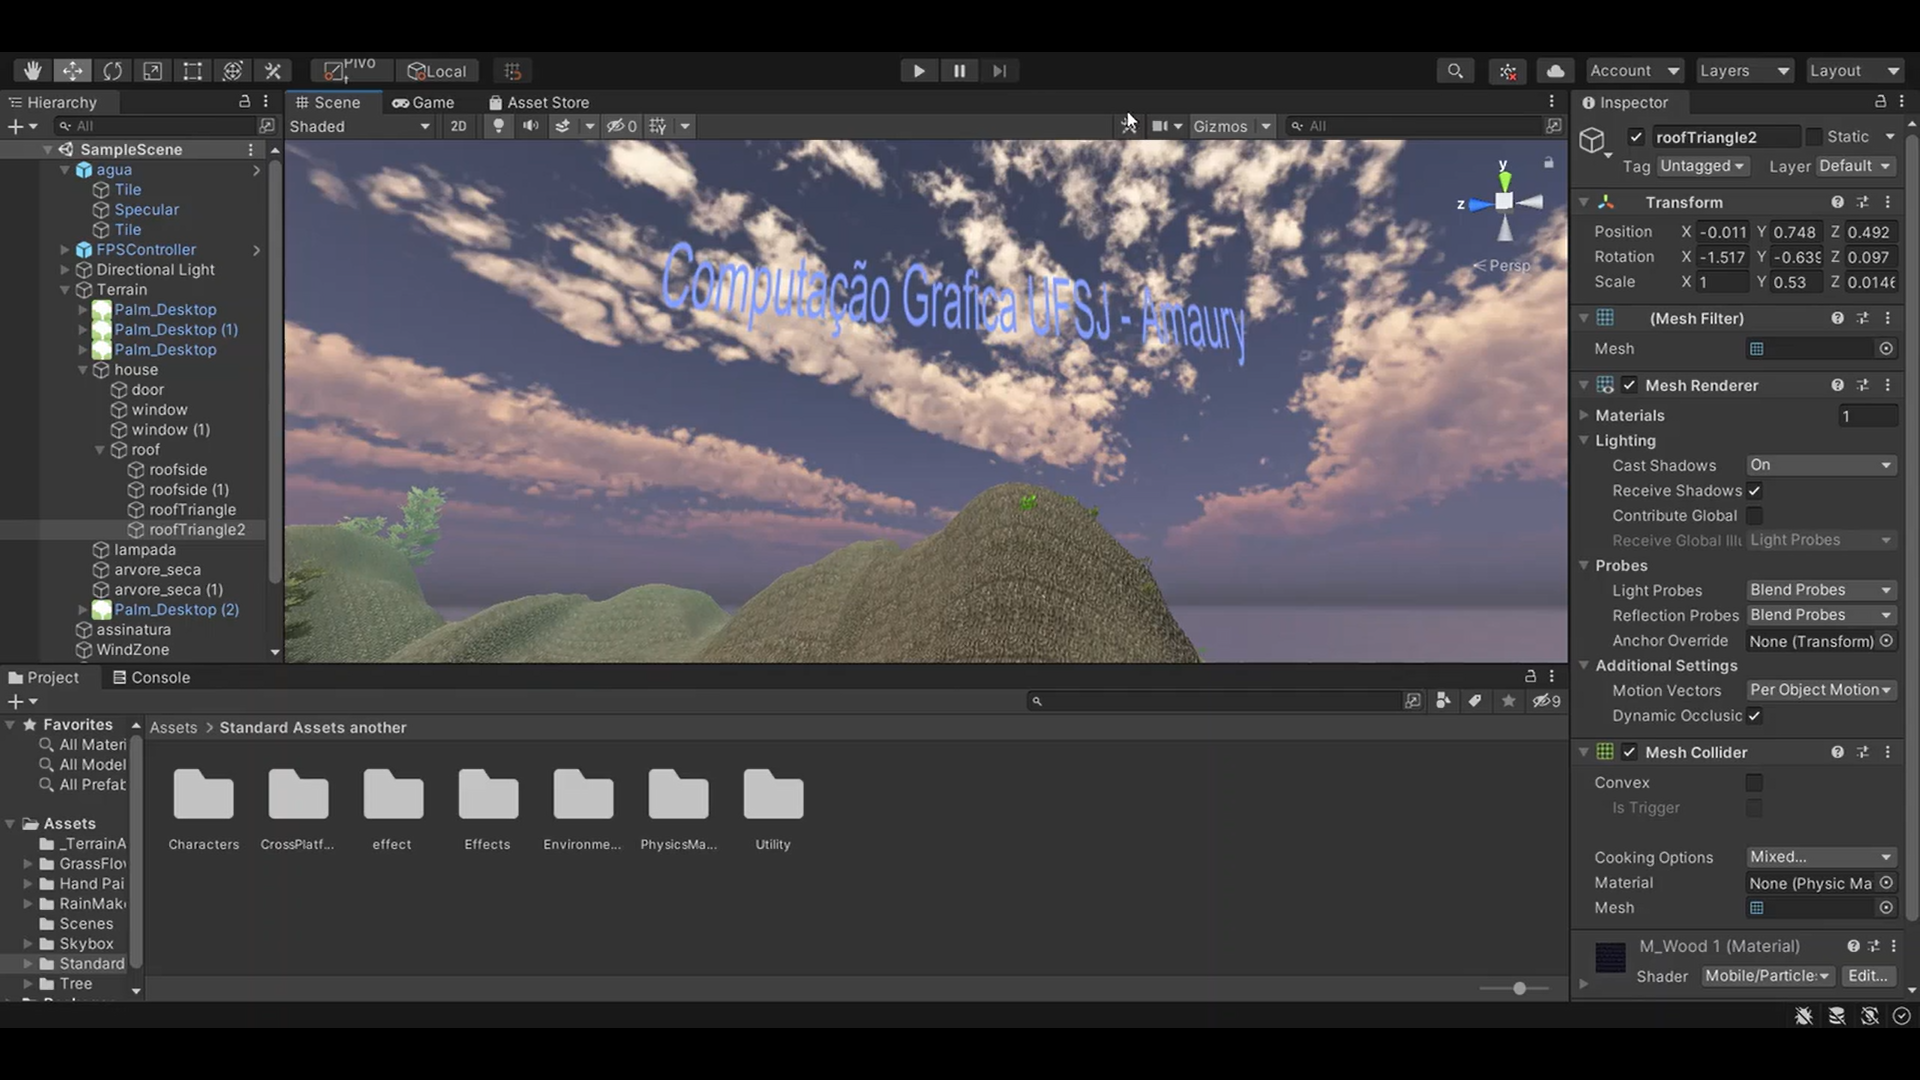 Pivo
t
Local
Account
Layers
Layout
Hierarchy
All
SampleScene
agua
Tile
Specular
Tile
FPSController
Directional Light
Terrain
Palm_Desktop
Palm_Desktop (1)
Palm_Desktop
house
door
window
window (1)
roof
roofside
roofside (1)
roofTriangle
roofTriangle2
lampada
arvore_seca
arvore_seca (1)
Palm_Desktop (2)
assinatura
WindZone
Scene
Game
Asset Store
Shaded
2D
0
Gizmos
All
y
z
Persp
Computação Grafica UFSJ - Amaury
Inspector
roofTriangle2
Static
Tag Untagged Layer Default
Transform
Position X -0.011 Y 0.748 Z 0.492
Rotation X -1.517 Y -0.639 Z 0.097
Scale X 1 Y 0.53 Z 0.0146
(Mesh Filter)
Mesh
Mesh Renderer
Materials 1
Lighting
Cast Shadows On
Receive Shadows
Contribute Global
Receive Global Illu Light Probes
Probes
Light Probes Blend Probes
Reflection Probes Blend Probes
Anchor Override None (Transform)
Additional Settings
Motion Vectors Per Object Motion
Dynamic Occlusic
Mesh Collider
Convex
Is Trigger
Cooking Options Mixed...
Material None (Physic Ma
Mesh
M_Wood 1 (Material)
Shader Mobile/Particle: Edit...
Project
Console
9
Favorites
All Materi
All Model
All Prefab
Assets
_TerrainA
GrassFlov
Hand Pai
RainMake
Scenes
Skybox
Standard
Tree
Assets > Standard Assets another
Characters
CrossPlatf...
effect
Effects
Environme...
PhysicsMa...
Utility